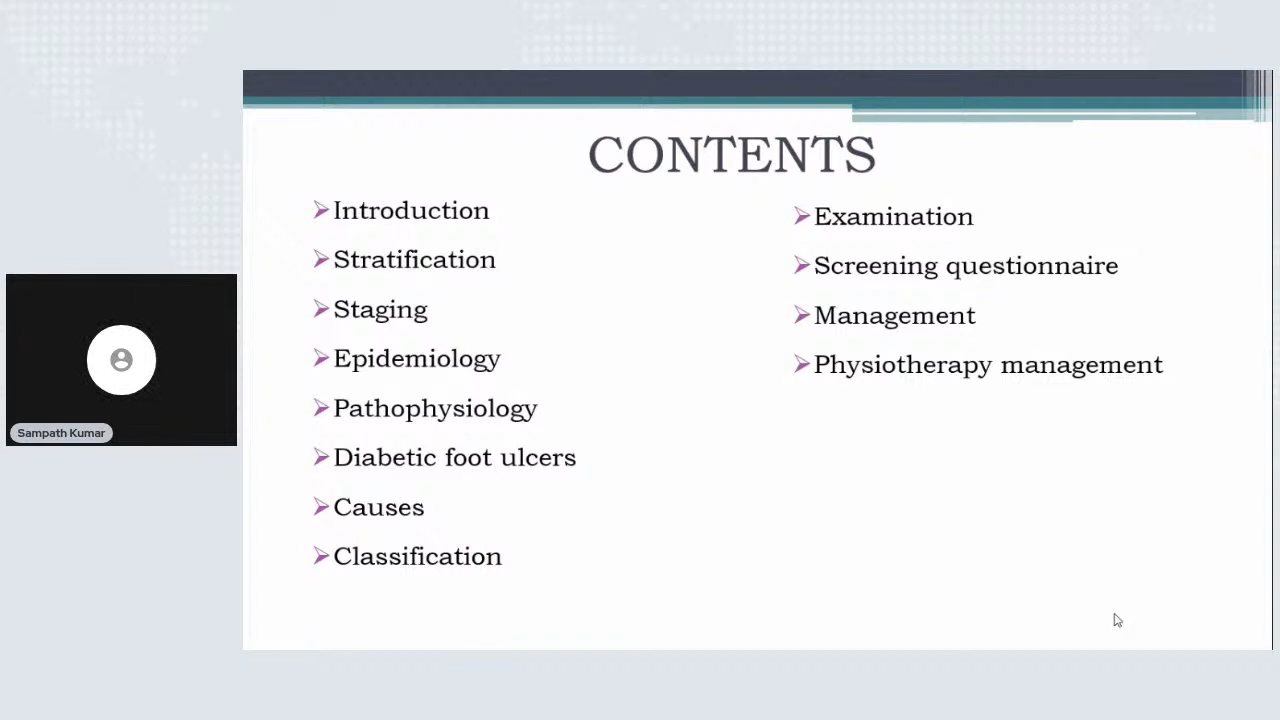 CONTENTS
Introduction
Stratification
Staging
Epidemiology
Pathophysiology
Diabetic foot ulcers
Causes
Classification
Examination
Screening questionnaire
Management
Physiotherapy management
Sampath Kumar